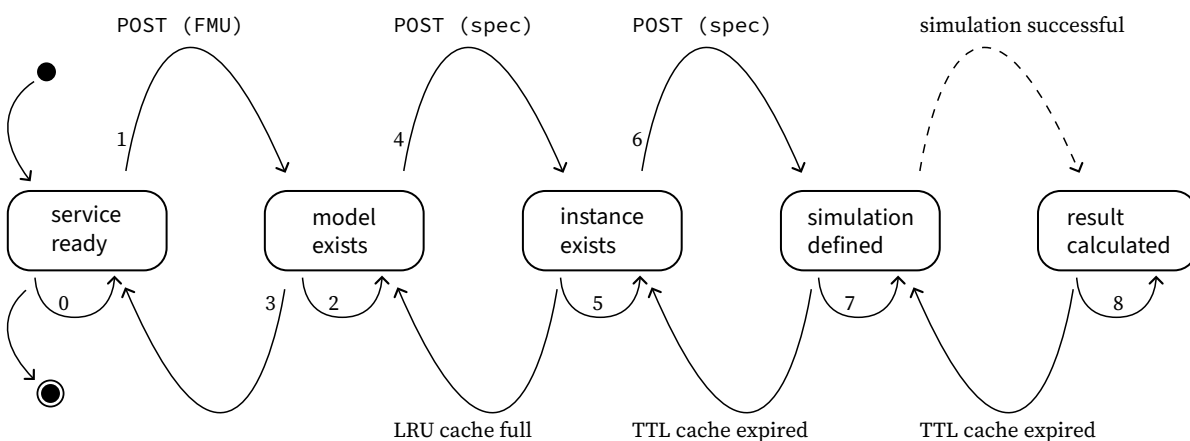 POST (FMU)
POST (spec)
POST (spec)
simulation successful
1
4
6
service
ready
model
exists
instance
exists
simulation
defined
result
calculated
0
3
2
5
7
8
LRU cache full
TTL cache expired
TTL cache expired